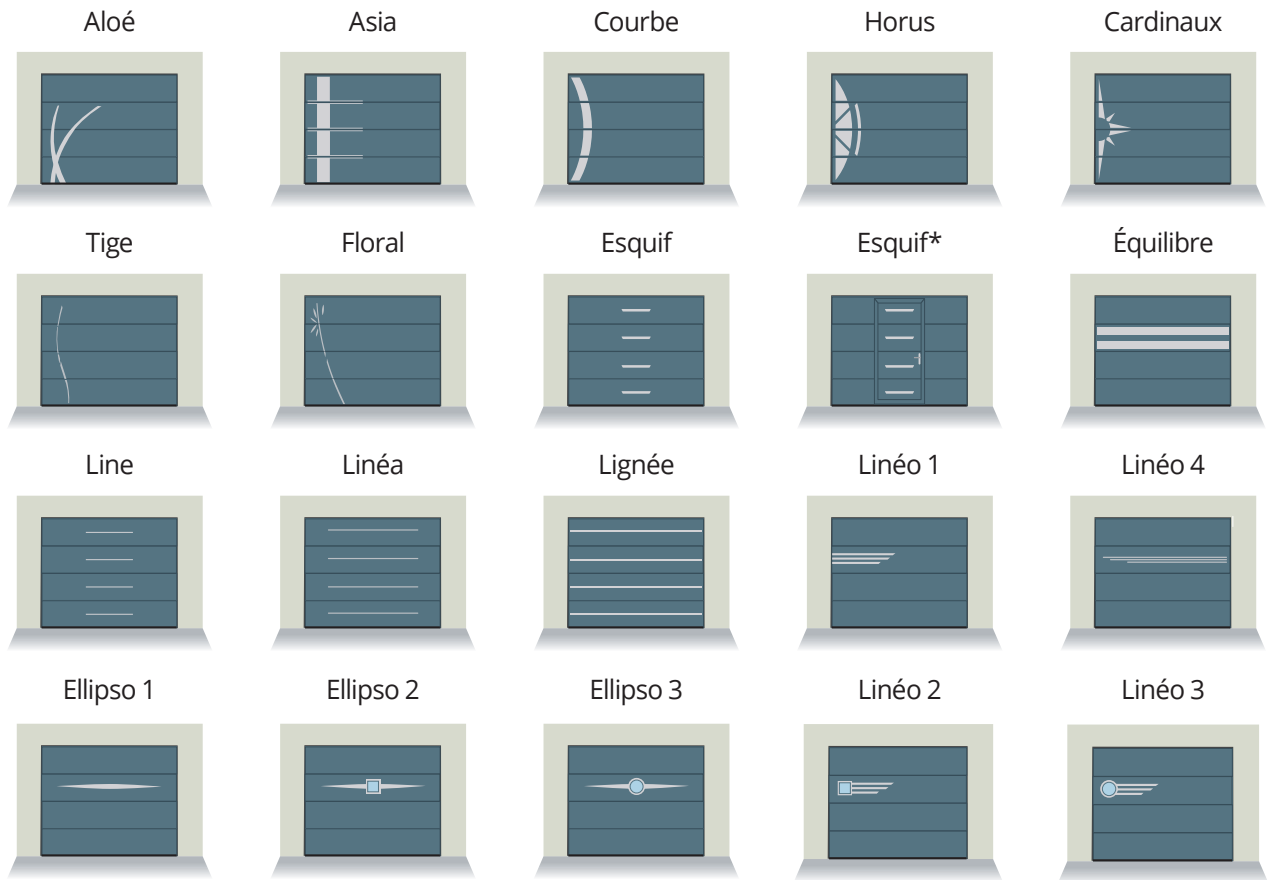 Aloé Asia Courbe Horus Cardinaux
Tige Floral Esquif Esquif* Équilibre
Line Linéa Lignée Linéo 1 Linéo 4
Ellipso 1 Ellipso 2 Ellipso 3 Linéo 2 Linéo 3